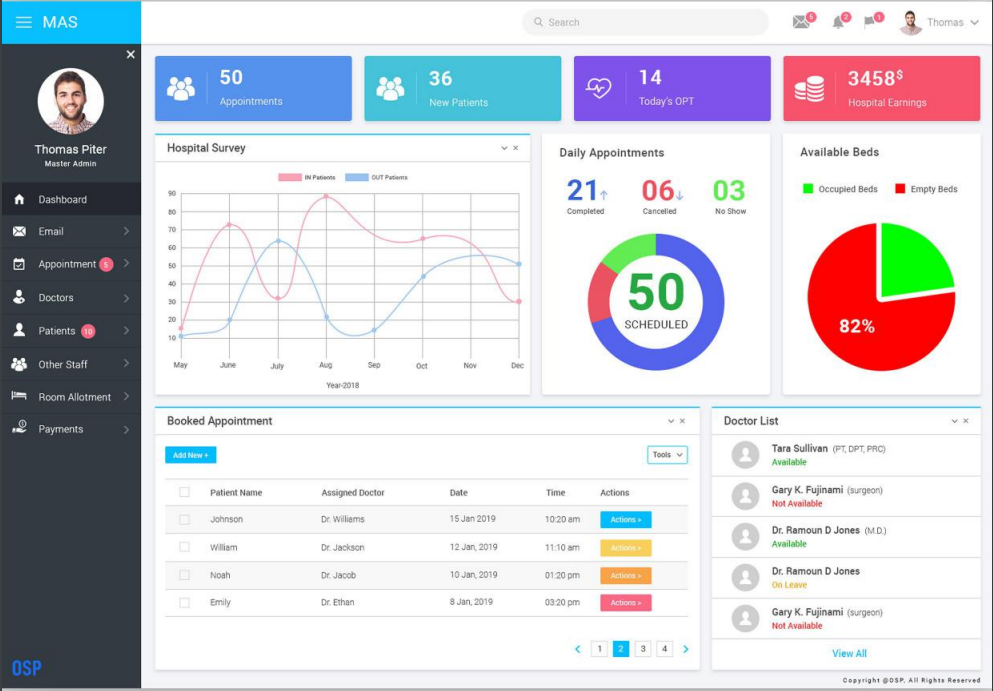 MAS
Search
5
2
1
Thomas
Thomas Piter
Master Admin
Dashboard
Email
Appointment 5
Doctors
Patients 10
Other Staff
Room Allotment
Payments
OSP
50
Appointments
36
New Patients
14
Today's OPT
3458$
Hospital Earnings
Hospital Survey
IN Patients OUT Patients
90
80
70
60
50
40
30
20
10
May June July Aug Sep Oct Nov Dec
Year-2018
Daily Appointments
21↑ 06↓ 03
Completed Cancelled No Show
50
SCHEDULED
Available Beds
Occupied Beds Empty Beds
82%
Booked Appointment
Add New +
Tools
Patient Name Assigned Doctor Date Time Actions
Johnson Dr. Williams 15 Jan 2019 10:20 am Actions >
William Dr. Jackson 12 Jan, 2019 11:10 am Actions >
Noah Dr. Jacob 10 Jan, 2019 01:20 pm Actions >
Emily Dr. Ethan 8 Jan, 2019 03:20 pm Actions >
< 1 2 3 4 >
Doctor List
Tara Sullivan (PT, DPT, PRC)
Available
Gary K. Fujinami (surgeon)
Not Available
Dr. Ramoun D Jones (M.D.)
Available
Dr. Ramoun D Jones
On Leave
Gary K. Fujinami (surgeon)
Not Available
View All
Copyright @OSP, All Rights Reserved